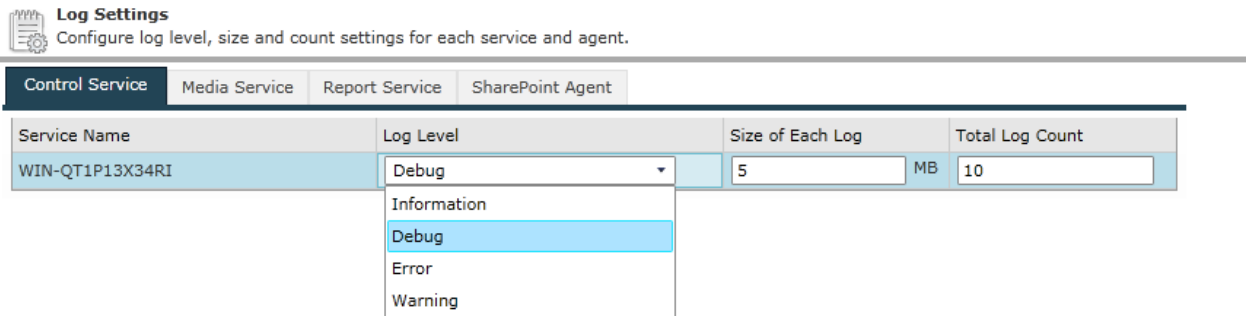 Log Settings
Configure log level, size and count settings for each service and agent.
Control Service Media Service Report Service SharePoint Agent
Service Name Log Level Size of Each Log Total Log Count
WIN-QT1P13X34RI Debug 5 MB 10
Information
Debug
Error
Warning